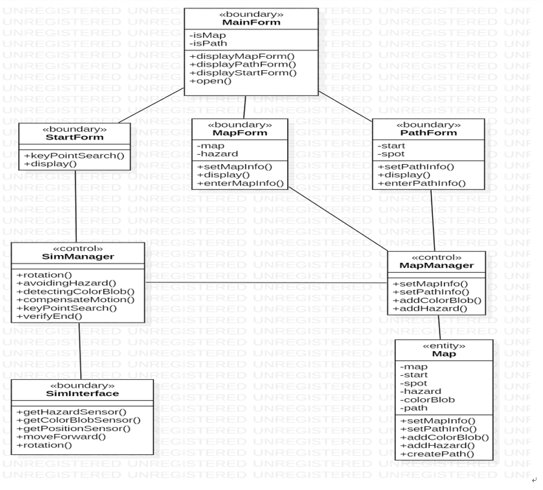 «boundary»
MainForm
-isMap
-isPath
+displayMapForm()
+displayPathForm()
+displayStartForm()
+open()
«boundary»
StartForm
+keyPointSearch()
+display()
«boundary»
MapForm
-map
-hazard
+setMapInfo()
+display()
+enterMapInfo()
«boundary»
PathForm
-start
-spot
+setPathInfo()
+display()
+enterPathInfo()
«control»
SimManager
+rotation()
+avoidingHazard()
+detectingColorBlob()
+compensateMotion()
+keyPointSearch()
+verifyEnd()
«control»
MapManager
+setMapInfo()
+setPathInfo()
+addColorBlob()
+addHazard()
«boundary»
SimInterface
+getHazardSensor()
+getColorBlobSensor()
+getPositionSensor()
+moveForward()
+rotation()
«entity»
Map
-map
-start
-spot
-hazard
-colorBlob
-path
+setMapInfo()
+setPathInfo()
+addColorBlob()
+addHazard()
+createPath()